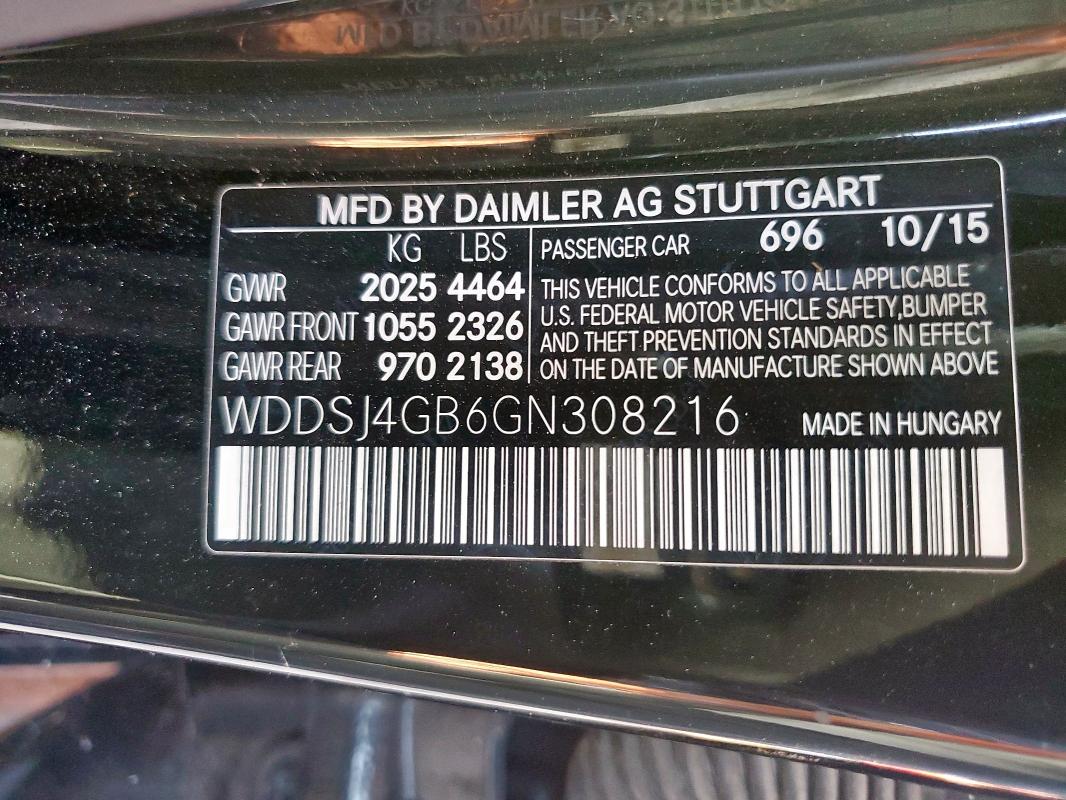 MFD BY DAIMLER AG STUTTGART
KG LBS
GVWR 2025 4464
GAWR FRONT 1055 2326
GAWR REAR 970 2138
PASSENGER CAR 696 10/15
THIS VEHICLE CONFORMS TO ALL APPLICABLE
U.S. FEDERAL MOTOR VEHICLE SAFETY,BUMPER
AND THEFT PREVENTION STANDARDS IN EFFECT
ON THE DATE OF MANUFACTURE SHOWN ABOVE
WDDSJ4GB6GN308216 MADE IN HUNGARY